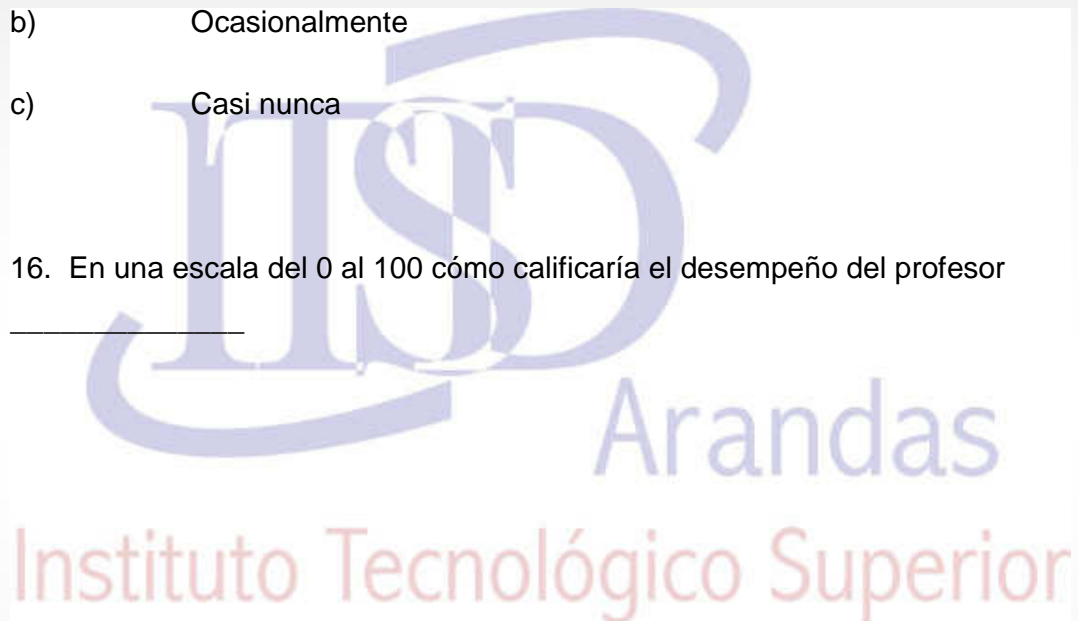 b) Ocasionalmente
c) Casi nunca
16. En una escala del 0 al 100 cómo calificaría el desempeño del profesor
______________
ITSD
Arandas
Instituto Tecnológico Superior